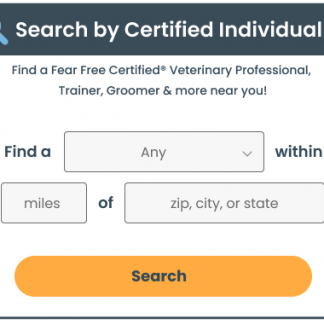 Search by Certified Individual
Find a Fear Free Certified® Veterinary Professional,
Trainer, Groomer & more near you!
Find a Any within
miles of zip, city, or state
Search